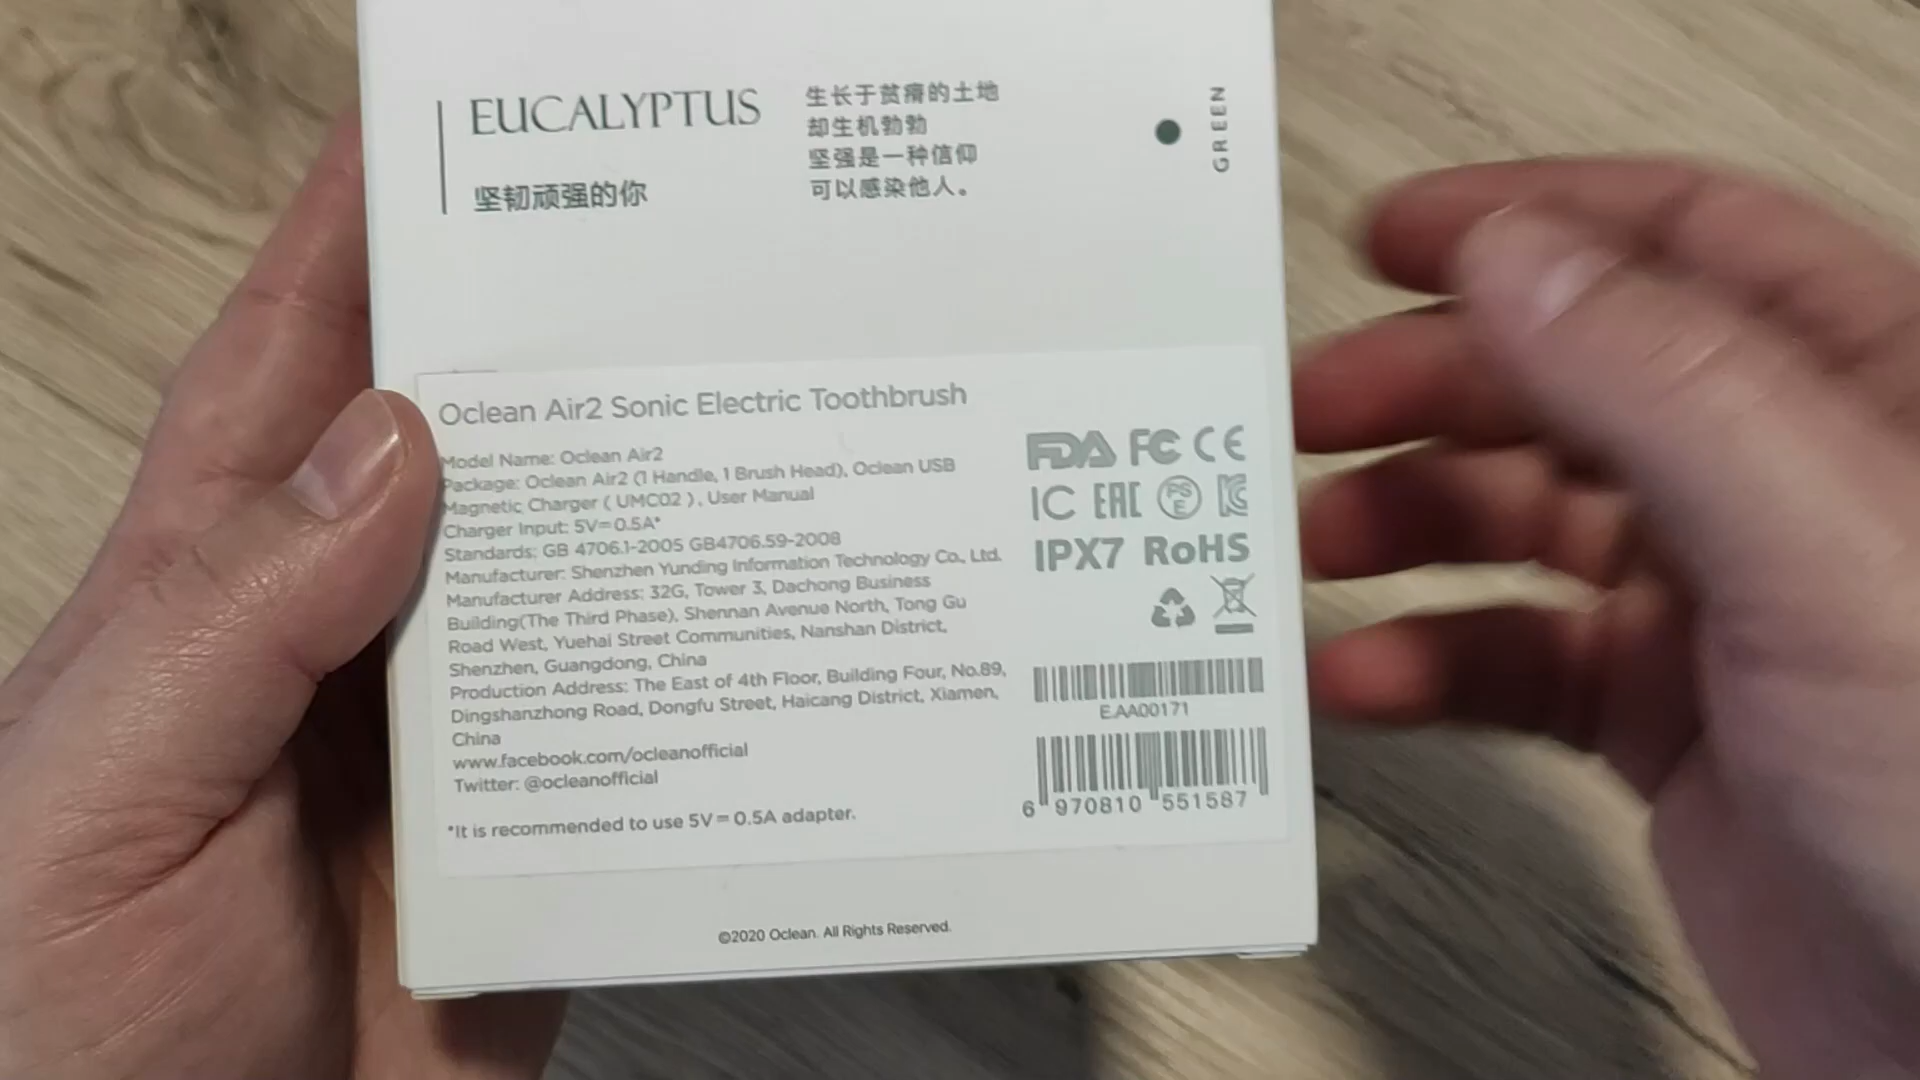 EUCALYPTUS
坚韧顽强的你
生长于贫瘠的土地
却生机勃勃
坚强是一种信仰
可以感染他人。
GREEN
Oclean Air2 Sonic Electric Toothbrush
Model Name: Oclean Air2
Package: Oclean Air2 (1 Handle, 1 Brush Head), Oclean USB
Magnetic Charger ( UMC02 ) , User Manual
Charger Input: 5V=0.5A*
Standards: GB 4706.1-2005 GB4706.59-2008
Manufacturer: Shenzhen Yunding Information Technology Co., Ltd.
Manufacturer Address: 32G, Tower 3, Dachong Business
Building(The Third Phase), Shennan Avenue North, Tong Gu
Road West, Yuehai Street Communities, Nanshan District,
Shenzhen, Guangdong, China
Production Address: The East of 4th Floor, Building Four, No.89,
Dingshanzhong Road, Dongfu Street, Haicang District, Xiamen,
China
www.facebook.com/ocleanofficial
Twitter: @ocleanofficial
*It is recommended to use 5V=0.5A adapter.
FDA FC CE
IC EAC PSE KC
IPX7 RoHS
E.AA00171
6 970810 551587
©2020 Oclean. All Rights Reserved.